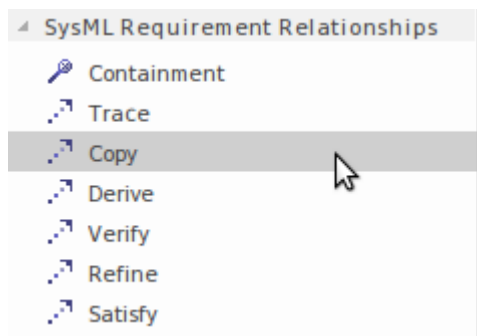 SysML Requirement Relationships
Containment
Trace
Copy
Derive
Verify
Refine
Satisfy